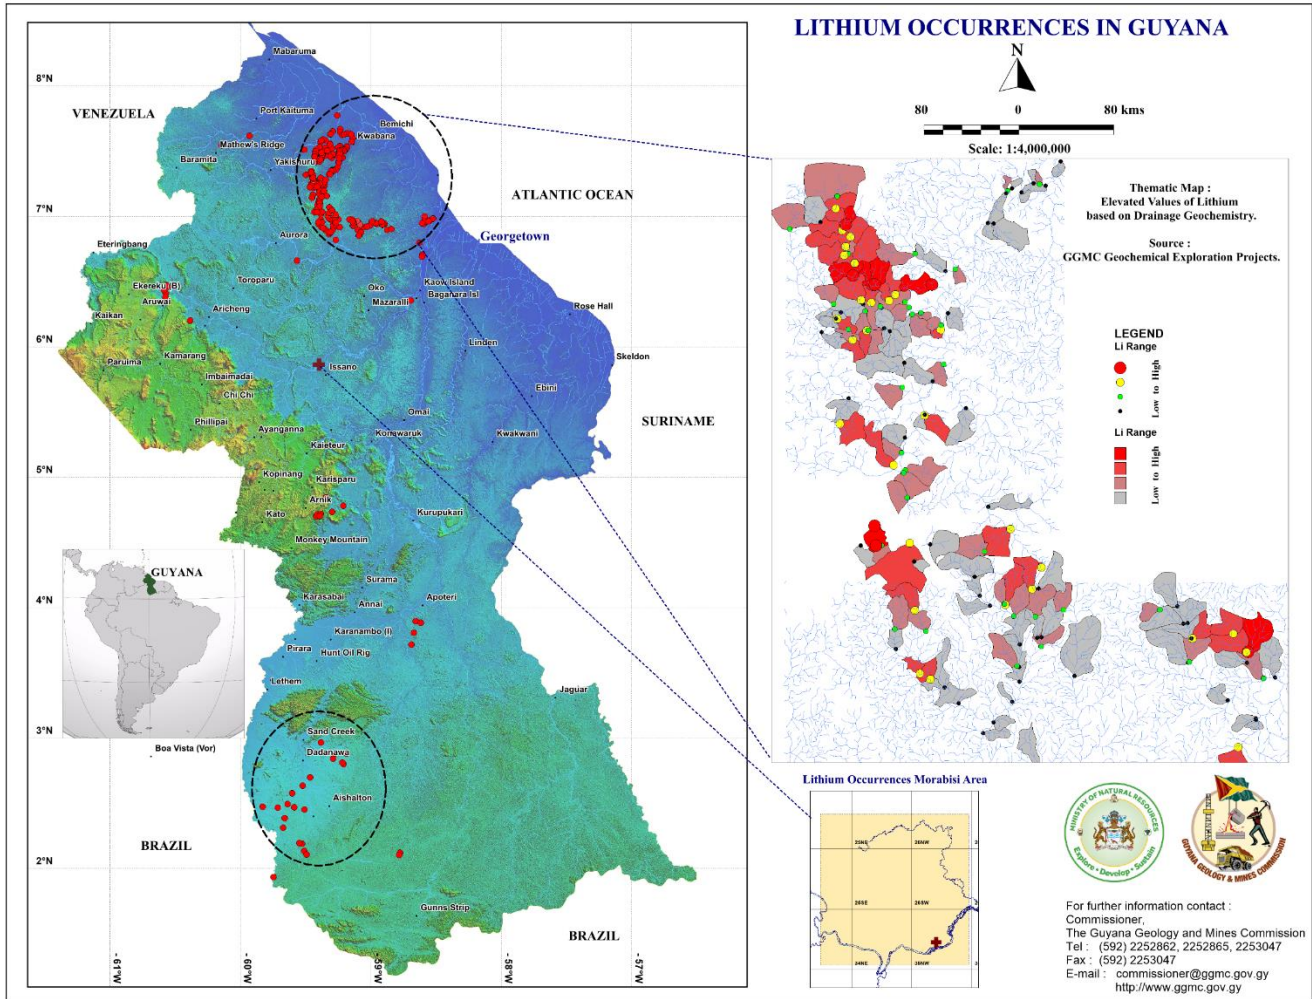 LITHIUM OCCURRENCES IN GUYANA
N
80 0 80 kms
Scale: 1:4,000,000
Thematic Map :
Elevated Values of Lithium
based on Drainage Geochemistry.
Source :
GGMC Geochemical Exploration Projects.
LEGEND
Li Range
Low to High
Li Range
Low to High
8°N
7°N
6°N
5°N
4°N
3°N
2°N
-61°W
-60°W
-59°W
-58°W
-57°W
VENEZUELA
ATLANTIC OCEAN
SURINAME
BRAZIL
BRAZIL
Georgetown
Mabaruma
Port Kaituma
Bemichi
Kwabana
Mathew's Ridge
Baramita
Aurora
Eteringbang
Ekereku (B)
Aruwai
Toroparu
Oko
Kaow Island
Mazaralli
Baganara Isl
Kaikan
Aricheng
Rose Hall
Kamarang
Paruima
Linden
Skeldon
Issano
Imbaimadai
Chi Chi
Ebini
Phillipai
Omai
Ayanganna
Konawaruk
Kwakwani
Kaieteur
Kopinang
Karisparu
Arnik
Kato
Kurupukari
Monkey Mountain
GUYANA
Surama
Karasabai
Annai
Apoteri
Karanambo (I)
Pirara
Hunt Oil Rig
Lethem
Jaguar
Sand Creek
Boa Vista (Vor)
Dadanawa
Aishalton
Gunns Strip
Lithium Occurrences Morabisi Area
25NE
26NW
26SE
26SW
24NE
38NW
MINISTRY OF NATURAL RESOURCES
Explore • Develop • Sustain
GUYANA GEOLOGY & MINES COMMISSION
For further information contact :
Commissioner,
The Guyana Geology and Mines Commission
Tel : (592) 2252862, 2252865, 2253047
Fax : (592) 2253047
E-mail : commissioner@ggmc.gov.gy
http://www.ggmc.gov.gy